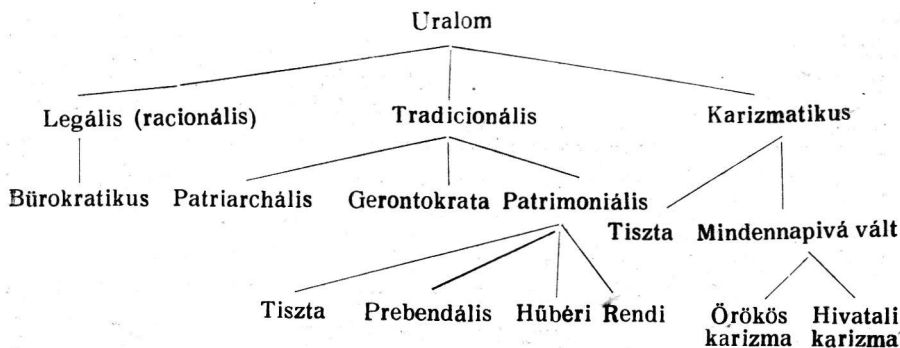 Uralom
Legális (racionális) Tradicionális Karizmatikus
Bürokratikus Patriarchális Gerontokrata Patrimoniális
Tiszta Mindennapivá vált
Tiszta Prebendális Hűbéri Rendi Örökös Hivatali
karizma karizma